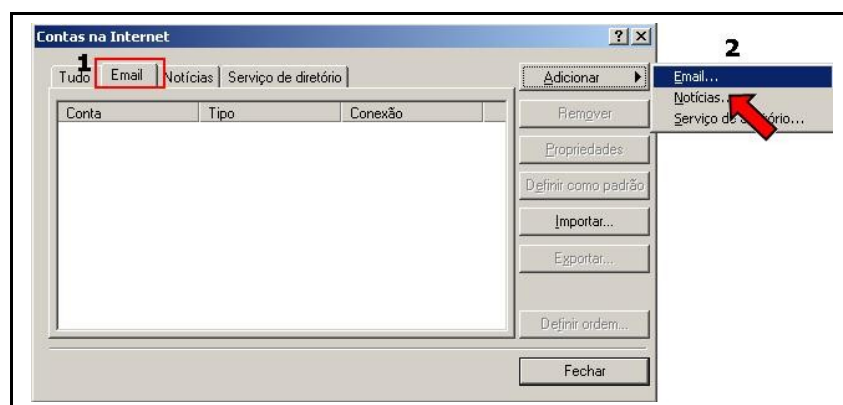 Contas na Internet
1
2
Tudo Email Notícias Serviço de diretório
Adicionar
Email...
Notícias...
Serviço de diretório...
Conta Tipo Conexão
Remover
Propriedades
Definir como padrão
Importar...
Exportar...
Definir ordem...
Fechar